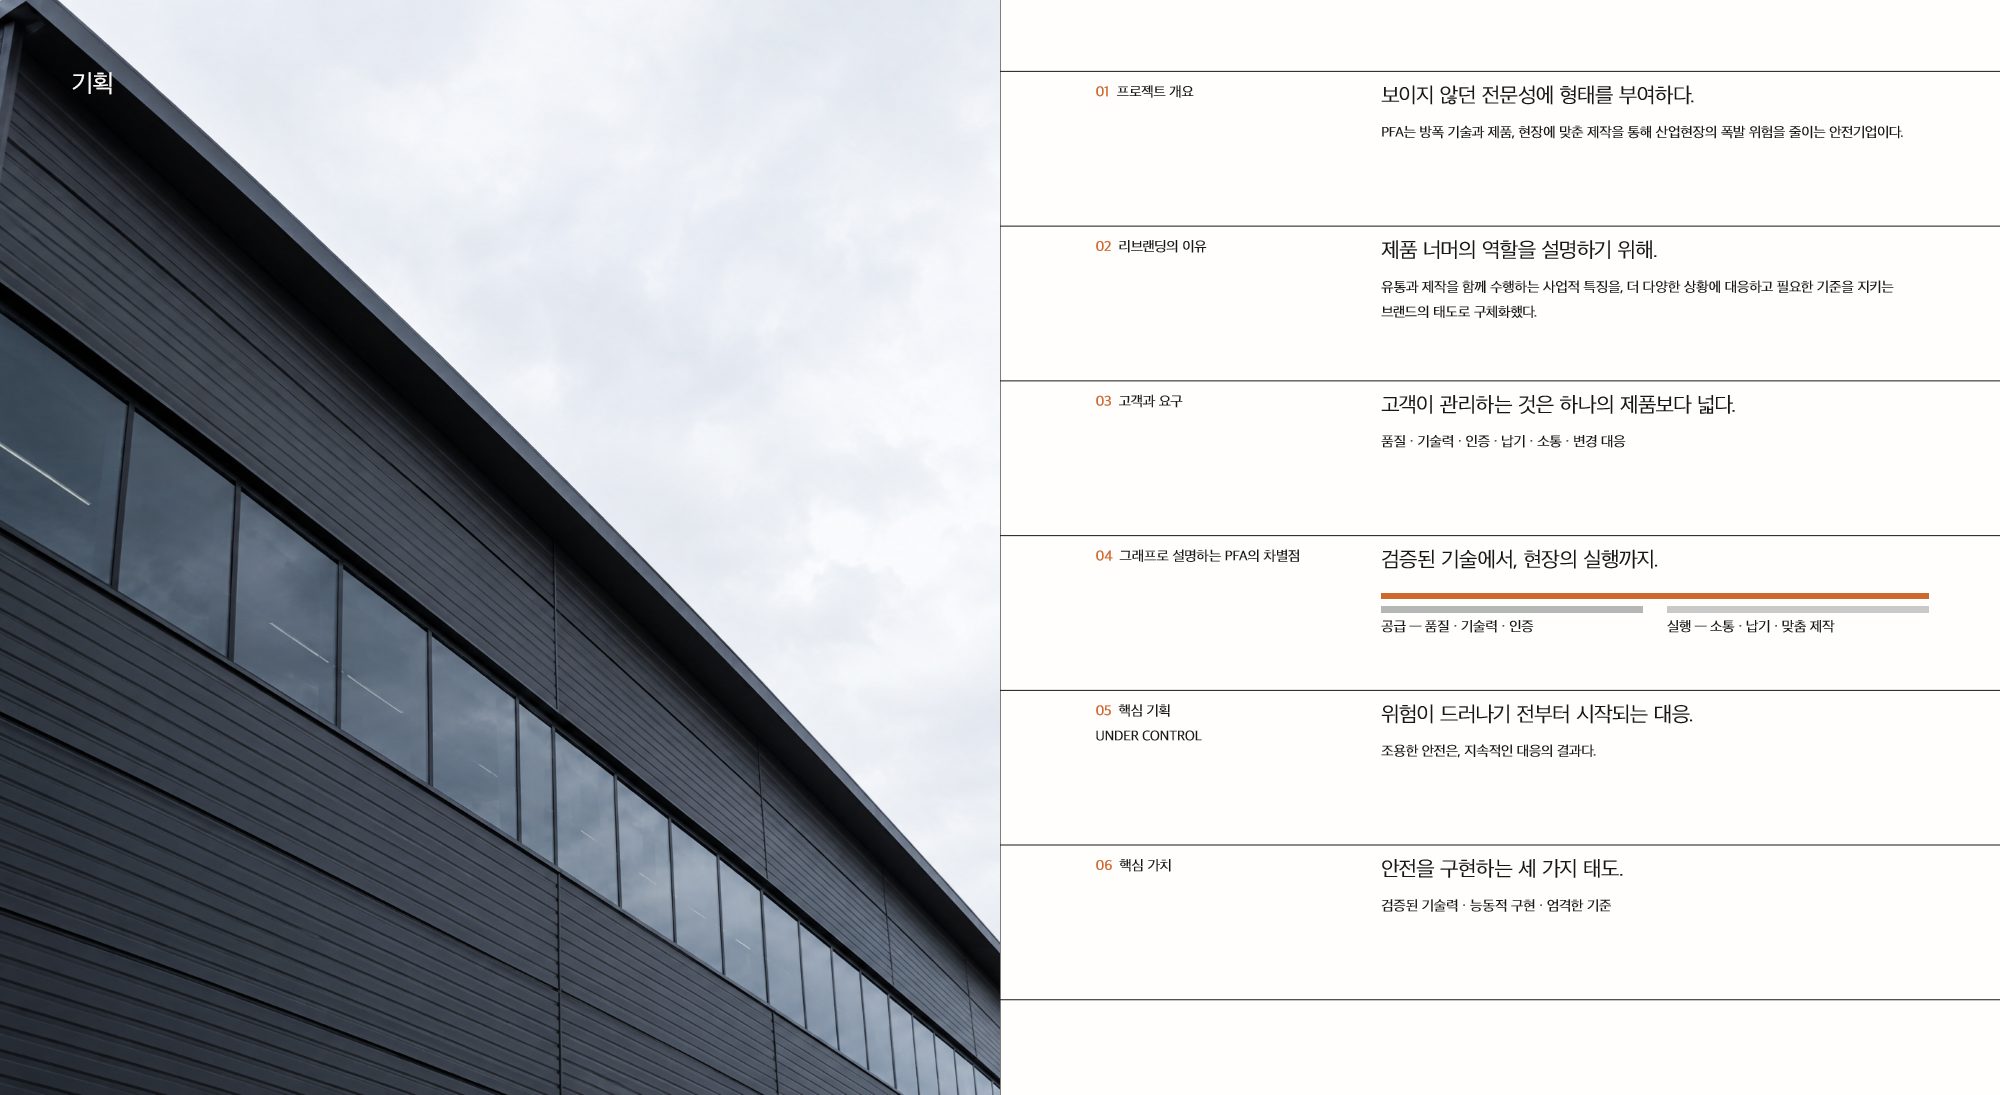 기획
01 프로젝트 개요
보이지 않던 전문성에 형태를 부여하다.
PFA는 방폭 기술과 제품, 현장에 맞춘 제작을 통해 산업현장의 폭발 위험을 줄이는 안전기업이다.
02 리브랜딩의 이유
제품 너머의 역할을 설명하기 위해.
유통과 제작을 함께 수행하는 사업적 특징을, 더 다양한 상황에 대응하고 필요한 기준을 지키는
브랜드의 태도로 구체화했다.
03 고객과 요구
고객이 관리하는 것은 하나의 제품보다 넓다.
품질 · 기술력 · 인증 · 납기 · 소통 · 변경 대응
04 그래프로 설명하는 PFA의 차별점
검증된 기술에서, 현장의 실행까지.
공급 — 품질 · 기술력 · 인증
실행 — 소통 · 납기 · 맞춤 제작
05 핵심 기획
UNDER CONTROL
위험이 드러나기 전부터 시작되는 대응.
조용한 안전은, 지속적인 대응의 결과다.
06 핵심 가치
안전을 구현하는 세 가지 태도.
검증된 기술력 · 능동적 구현 · 엄격한 기준